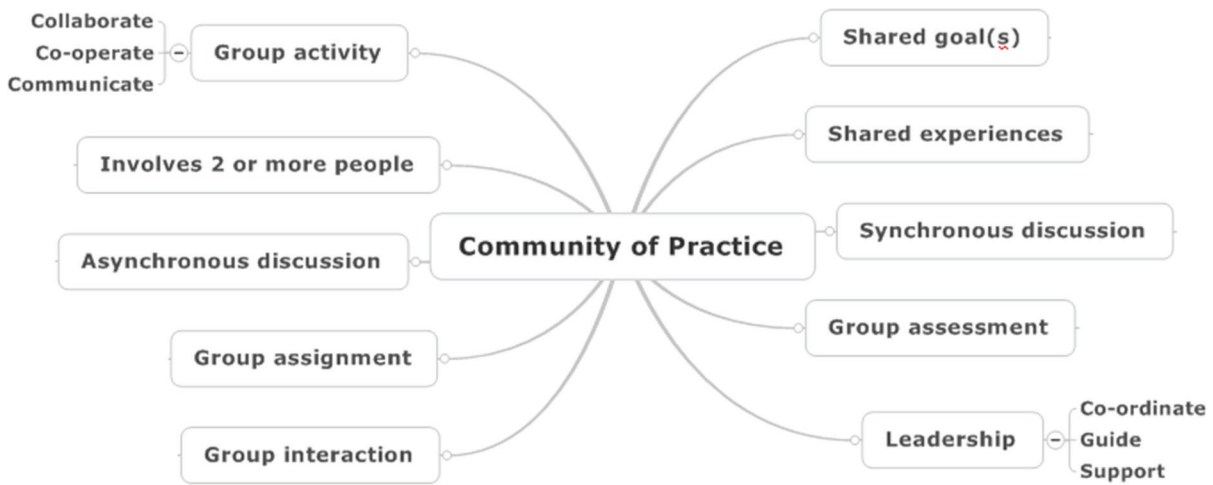 Collaborate
Co-operate
Communicate
Group activity
Involves 2 or more people
Asynchronous discussion
Group assignment
Group interaction
Community of Practice
Shared goal(s)
Shared experiences
Synchronous discussion
Group assessment
Leadership
Co-ordinate
Guide
Support